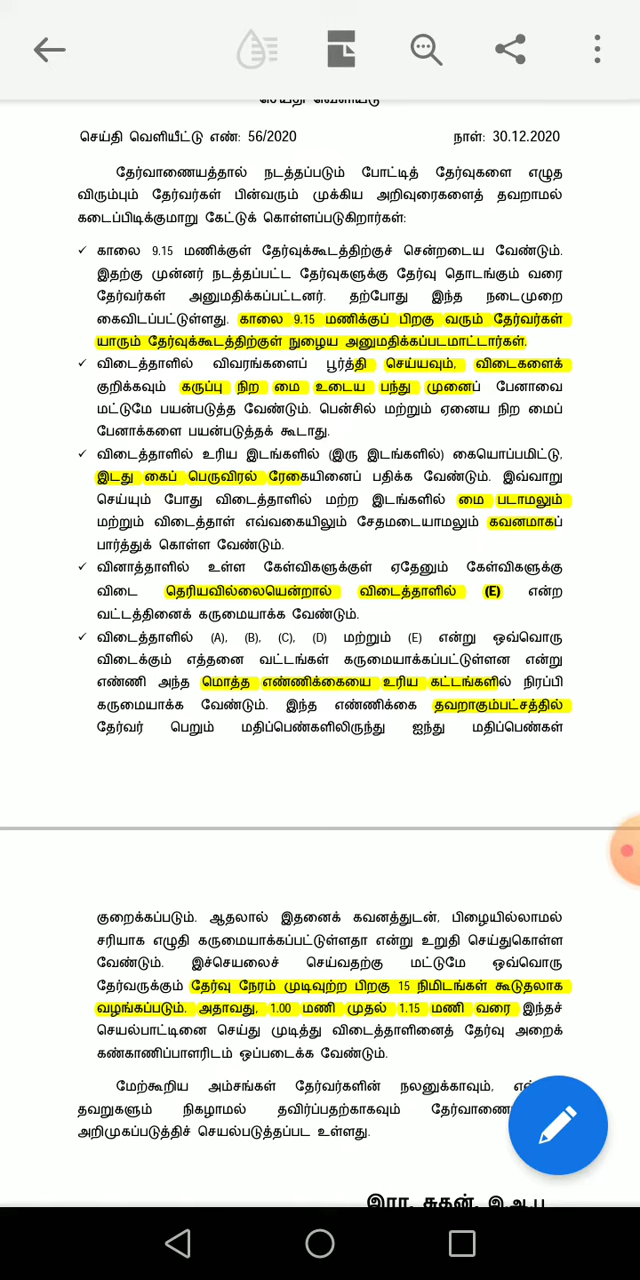 செய்தி வெளியீடு
செய்தி வெளியீட்டு எண்: 56/2020 நாள்: 30.12.2020
தேர்வாணையத்தால் நடத்தப்படும் போட்டித் தேர்வுகளை எழுத
விரும்பும் தேர்வர்கள் பின்வரும் முக்கிய அறிவுரைகளைத் தவறாமல்
கடைப்பிடிக்குமாறு கேட்டுக் கொள்ளப்படுகிறார்கள்:
✓ காலை 9.15 மணிக்குள் தேர்வுக்கூடத்திற்குச் சென்றடைய வேண்டும்.
இதற்கு முன்னர் நடத்தப்பட்ட தேர்வுகளுக்கு தேர்வு தொடங்கும் வரை
தேர்வர்கள் அனுமதிக்கப்பட்டனர். தற்போது இந்த நடைமுறை
கைவிடப்பட்டுள்ளது. காலை 9.15 மணிக்குப் பிறகு வரும் தேர்வர்கள்
யாரும் தேர்வுக்கூடத்திற்குள் நுழைய அனுமதிக்கப்படமாட்டார்கள்.
✓ விடைத்தாளில் விவரங்களைப் பூர்த்தி செய்யவும், விடைகளைக்
குறிக்கவும் கருப்பு நிற மை உடைய பந்து முனைப் பேனாவை
மட்டுமே பயன்படுத்த வேண்டும். பென்சில் மற்றும் ஏனைய நிற மைப்
பேனாக்களை பயன்படுத்தக் கூடாது.
✓ விடைத்தாளில் உரிய இடங்களில் (இரு இடங்களில்) கையொப்பமிட்டு,
இடது கைப் பெருவிரல் ரேகையினைப் பதிக்க வேண்டும். இவ்வாறு
செய்யும் போது விடைத்தாளில் மற்ற இடங்களில் மை படாமலும்
மற்றும் விடைத்தாள் எவ்வகையிலும் சேதமடையாமலும் கவனமாகப்
பார்த்துக் கொள்ள வேண்டும்.
✓ வினாத்தாளில் உள்ள கேள்விகளுக்குள் ஏதேனும் கேள்விகளுக்கு
விடை தெரியவில்லையென்றால் விடைத்தாளில் (E) என்ற
வட்டத்தினைக் கருமையாக்க வேண்டும்.
✓ விடைத்தாளில் (A), (B), (C), (D) மற்றும் (E) என்று ஒவ்வொரு
விடைக்கும் எத்தனை வட்டங்கள் கருமையாக்கப்பட்டுள்ளன என்று
எண்ணி அந்த மொத்த எண்ணிக்கையை உரிய கட்டங்களில் நிரப்பி
கருமையாக்க வேண்டும். இந்த எண்ணிக்கை தவறாகும்பட்சத்தில்
தேர்வர் பெறும் மதிப்பெண்களிலிருந்து ஐந்து மதிப்பெண்கள்
குறைக்கப்படும். ஆதலால் இதனைக் கவனத்துடன், பிழையில்லாமல்
சரியாக எழுதி கருமையாக்கப்பட்டுள்ளதா என்று உறுதி செய்துகொள்ள
வேண்டும். இச்செயலைச் செய்வதற்கு மட்டுமே ஒவ்வொரு
தேர்வருக்கும் தேர்வு நேரம் முடிவுற்ற பிறகு 15 நிமிடங்கள் கூடுதலாக
வழங்கப்படும். அதாவது, 1.00 மணி முதல் 1.15 மணி வரை இந்தச்
செயல்பாட்டினை செய்து முடித்து விடைத்தாளினைத் தேர்வு அறைக்
கண்காணிப்பாளரிடம் ஒப்படைக்க வேண்டும்.
மேற்கூறிய அம்சங்கள் தேர்வர்களின் நலனுக்காவும்,
தவறுகளும் நிகழாமல் தவிர்ப்பதற்காகவும்
அறிமுகப்படுத்திச் செயல்படுத்தப்பட உள்ளது.
இரா. சுதன், இ.ஆ.ப